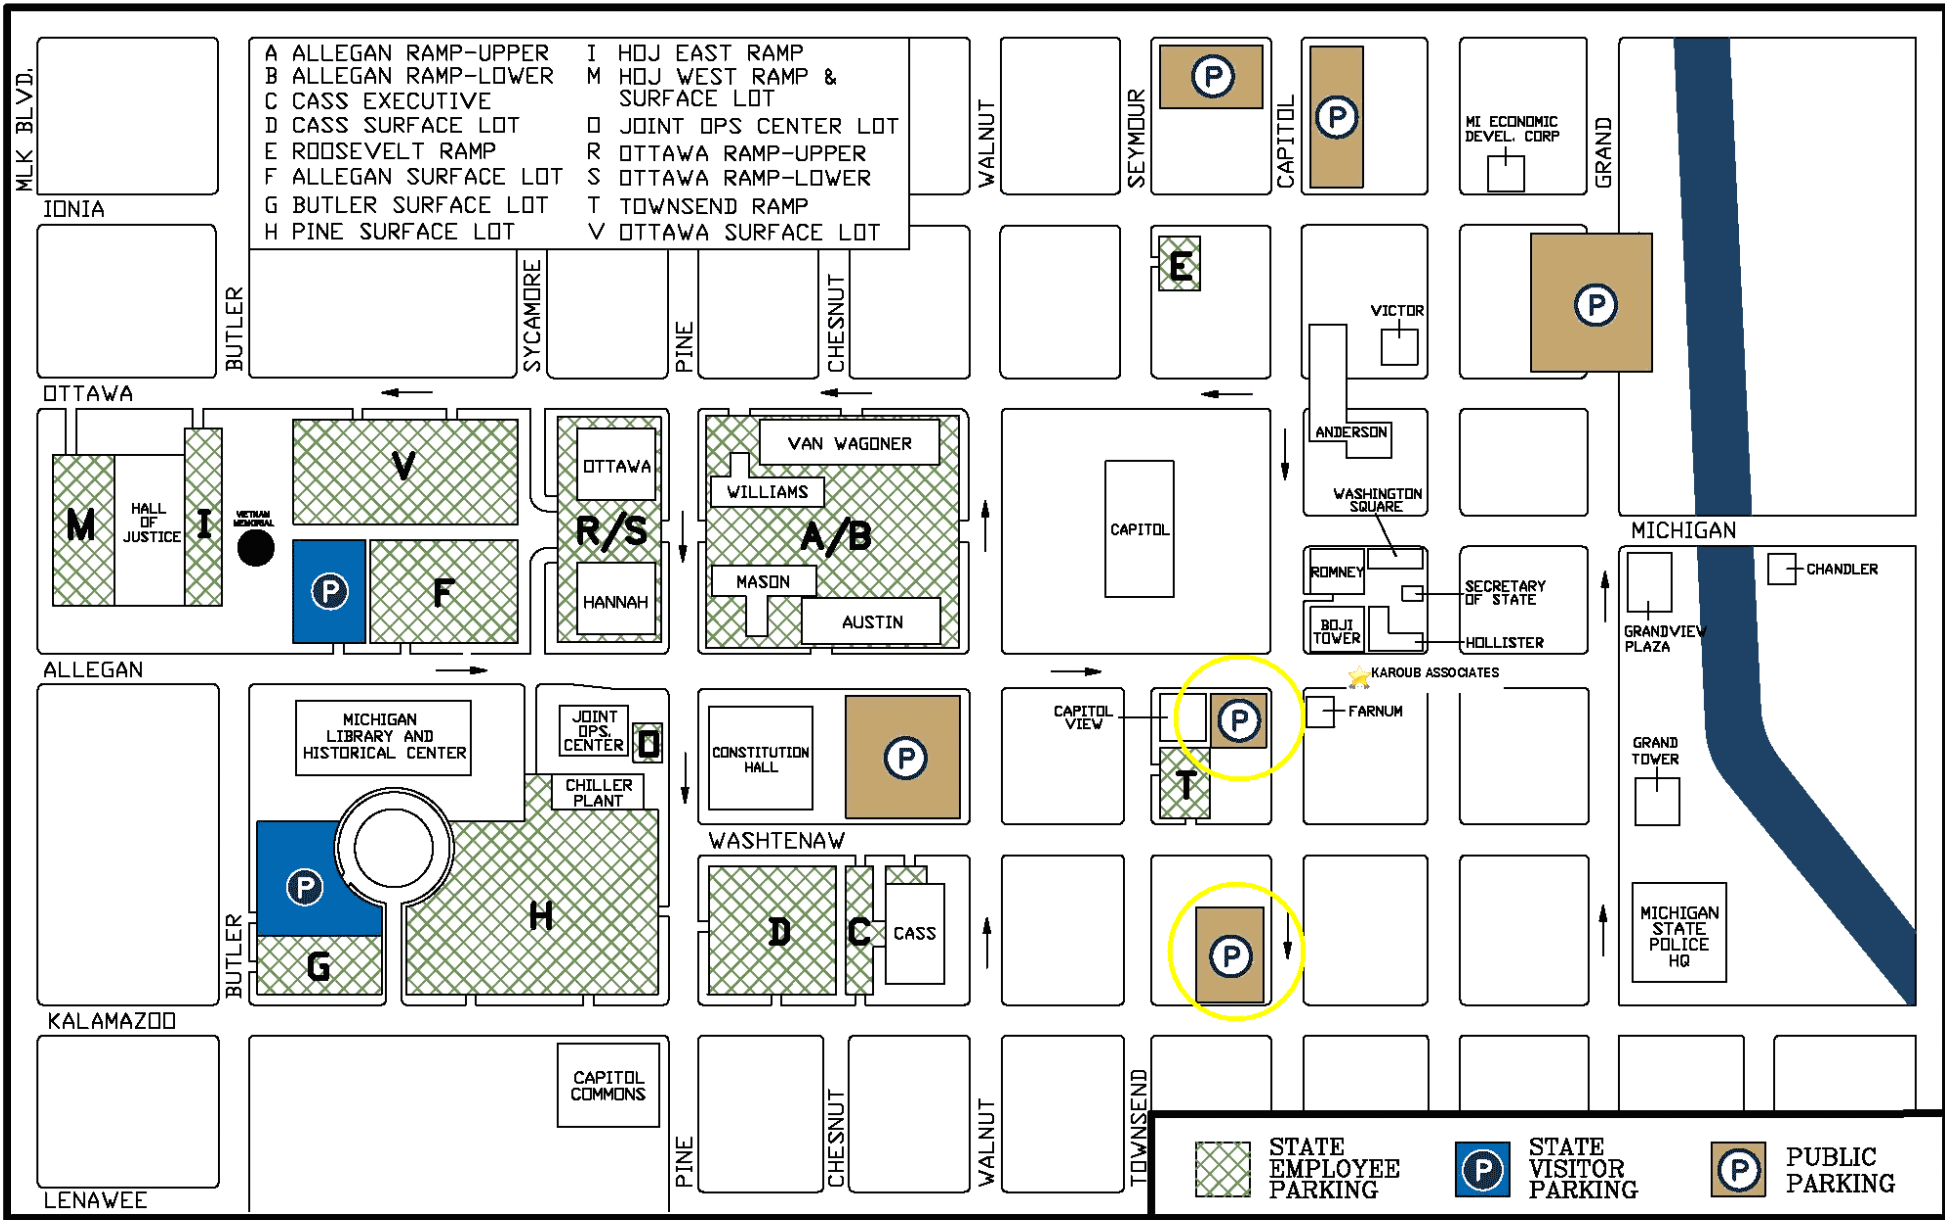 A ALLEGAN RAMP-UPPER
B ALLEGAN RAMP-LOWER
C CASS EXECUTIVE
D CASS SURFACE LOT
E ROOSEVELT RAMP
F ALLEGAN SURFACE LOT
G BUTLER SURFACE LOT
H PINE SURFACE LOT
I HOJ EAST RAMP
M HOJ WEST RAMP &
SURFACE LOT
O JOINT OPS CENTER LOT
R OTTAWA RAMP-UPPER
S OTTAWA RAMP-LOWER
T TOWNSEND RAMP
V OTTAWA SURFACE LOT
MLK BLVD.
WALNUT
SEYMOUR
CAPITOL
GRAND
P
P
MI ECONOMIC
DEVEL. CORP
IONIA
BUTLER
SYCAMORE
PINE
CHESNUT
E
VICTOR
P
OTTAWA
M
HALL
OF
JUSTICE
I
VIETNAM
MEMORIAL
V
P
F
OTTAWA
R/S
HANNAH
VAN WAGONER
WILLIAMS
A/B
MASON
AUSTIN
CAPITOL
ANDERSON
WASHINGTON
SQUARE
ROMNEY
SECRETARY
OF STATE
BOJI
TOWER
HOLLISTER
MICHIGAN
CHANDLER
GRANDVIEW
PLAZA
ALLEGAN
KAROUB ASSOCIATES
MICHIGAN
LIBRARY AND
HISTORICAL CENTER
JOINT
OPS.
CENTER
O
CHILLER
PLANT
CONSTITUTION
HALL
P
CAPITOL
VIEW
P
T
FARNUM
GRAND
TOWER
WASHTENAW
P
G
H
D
C
CASS
P
MICHIGAN
STATE
POLICE
HQ
BUTLER
KALAMAZOO
CAPITOL
COMMONS
PINE
CHESNUT
WALNUT
TOWNSEND
LENAWEE
STATE
EMPLOYEE
PARKING
P
STATE
VISITOR
PARKING
P
PUBLIC
PARKING